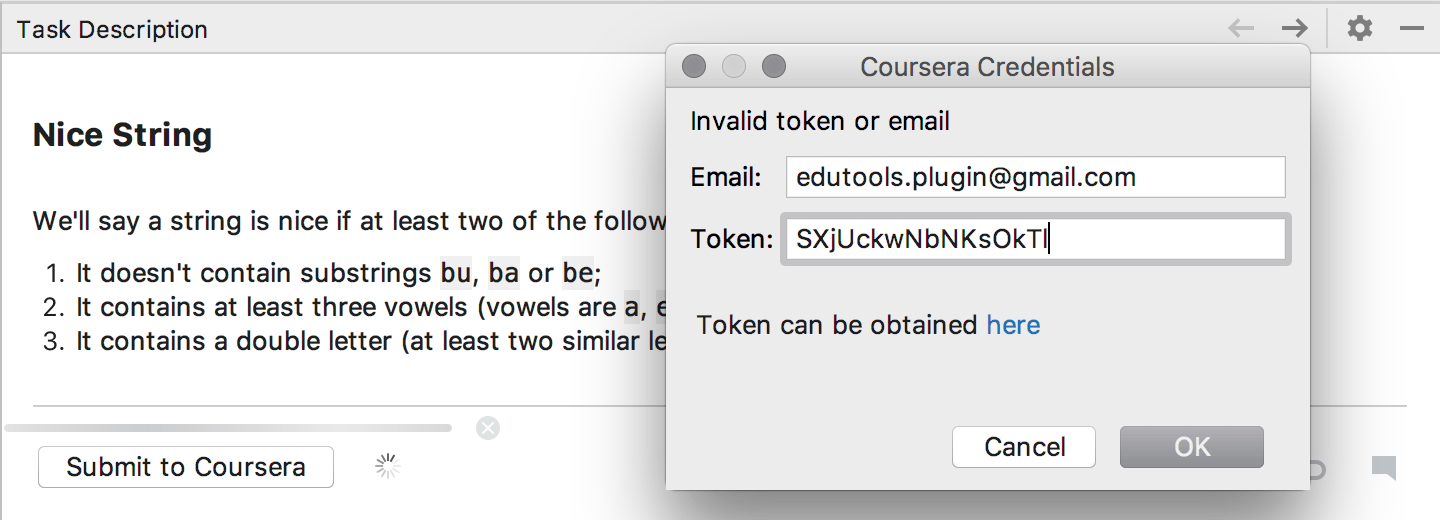 Task Description
Coursera Credentials
Invalid token or email
Email: edutools.plugin@gmail.com
Token: SXjUckwNbNKsOkTl
Token can be obtained here
Cancel OK
Nice String
We'll say a string is nice if at least two of the follow
1. It doesn't contain substrings bu, ba or be;
2. It contains at least three vowels (vowels are a,
3. It contains a double letter (at least two similar le
Submit to Coursera